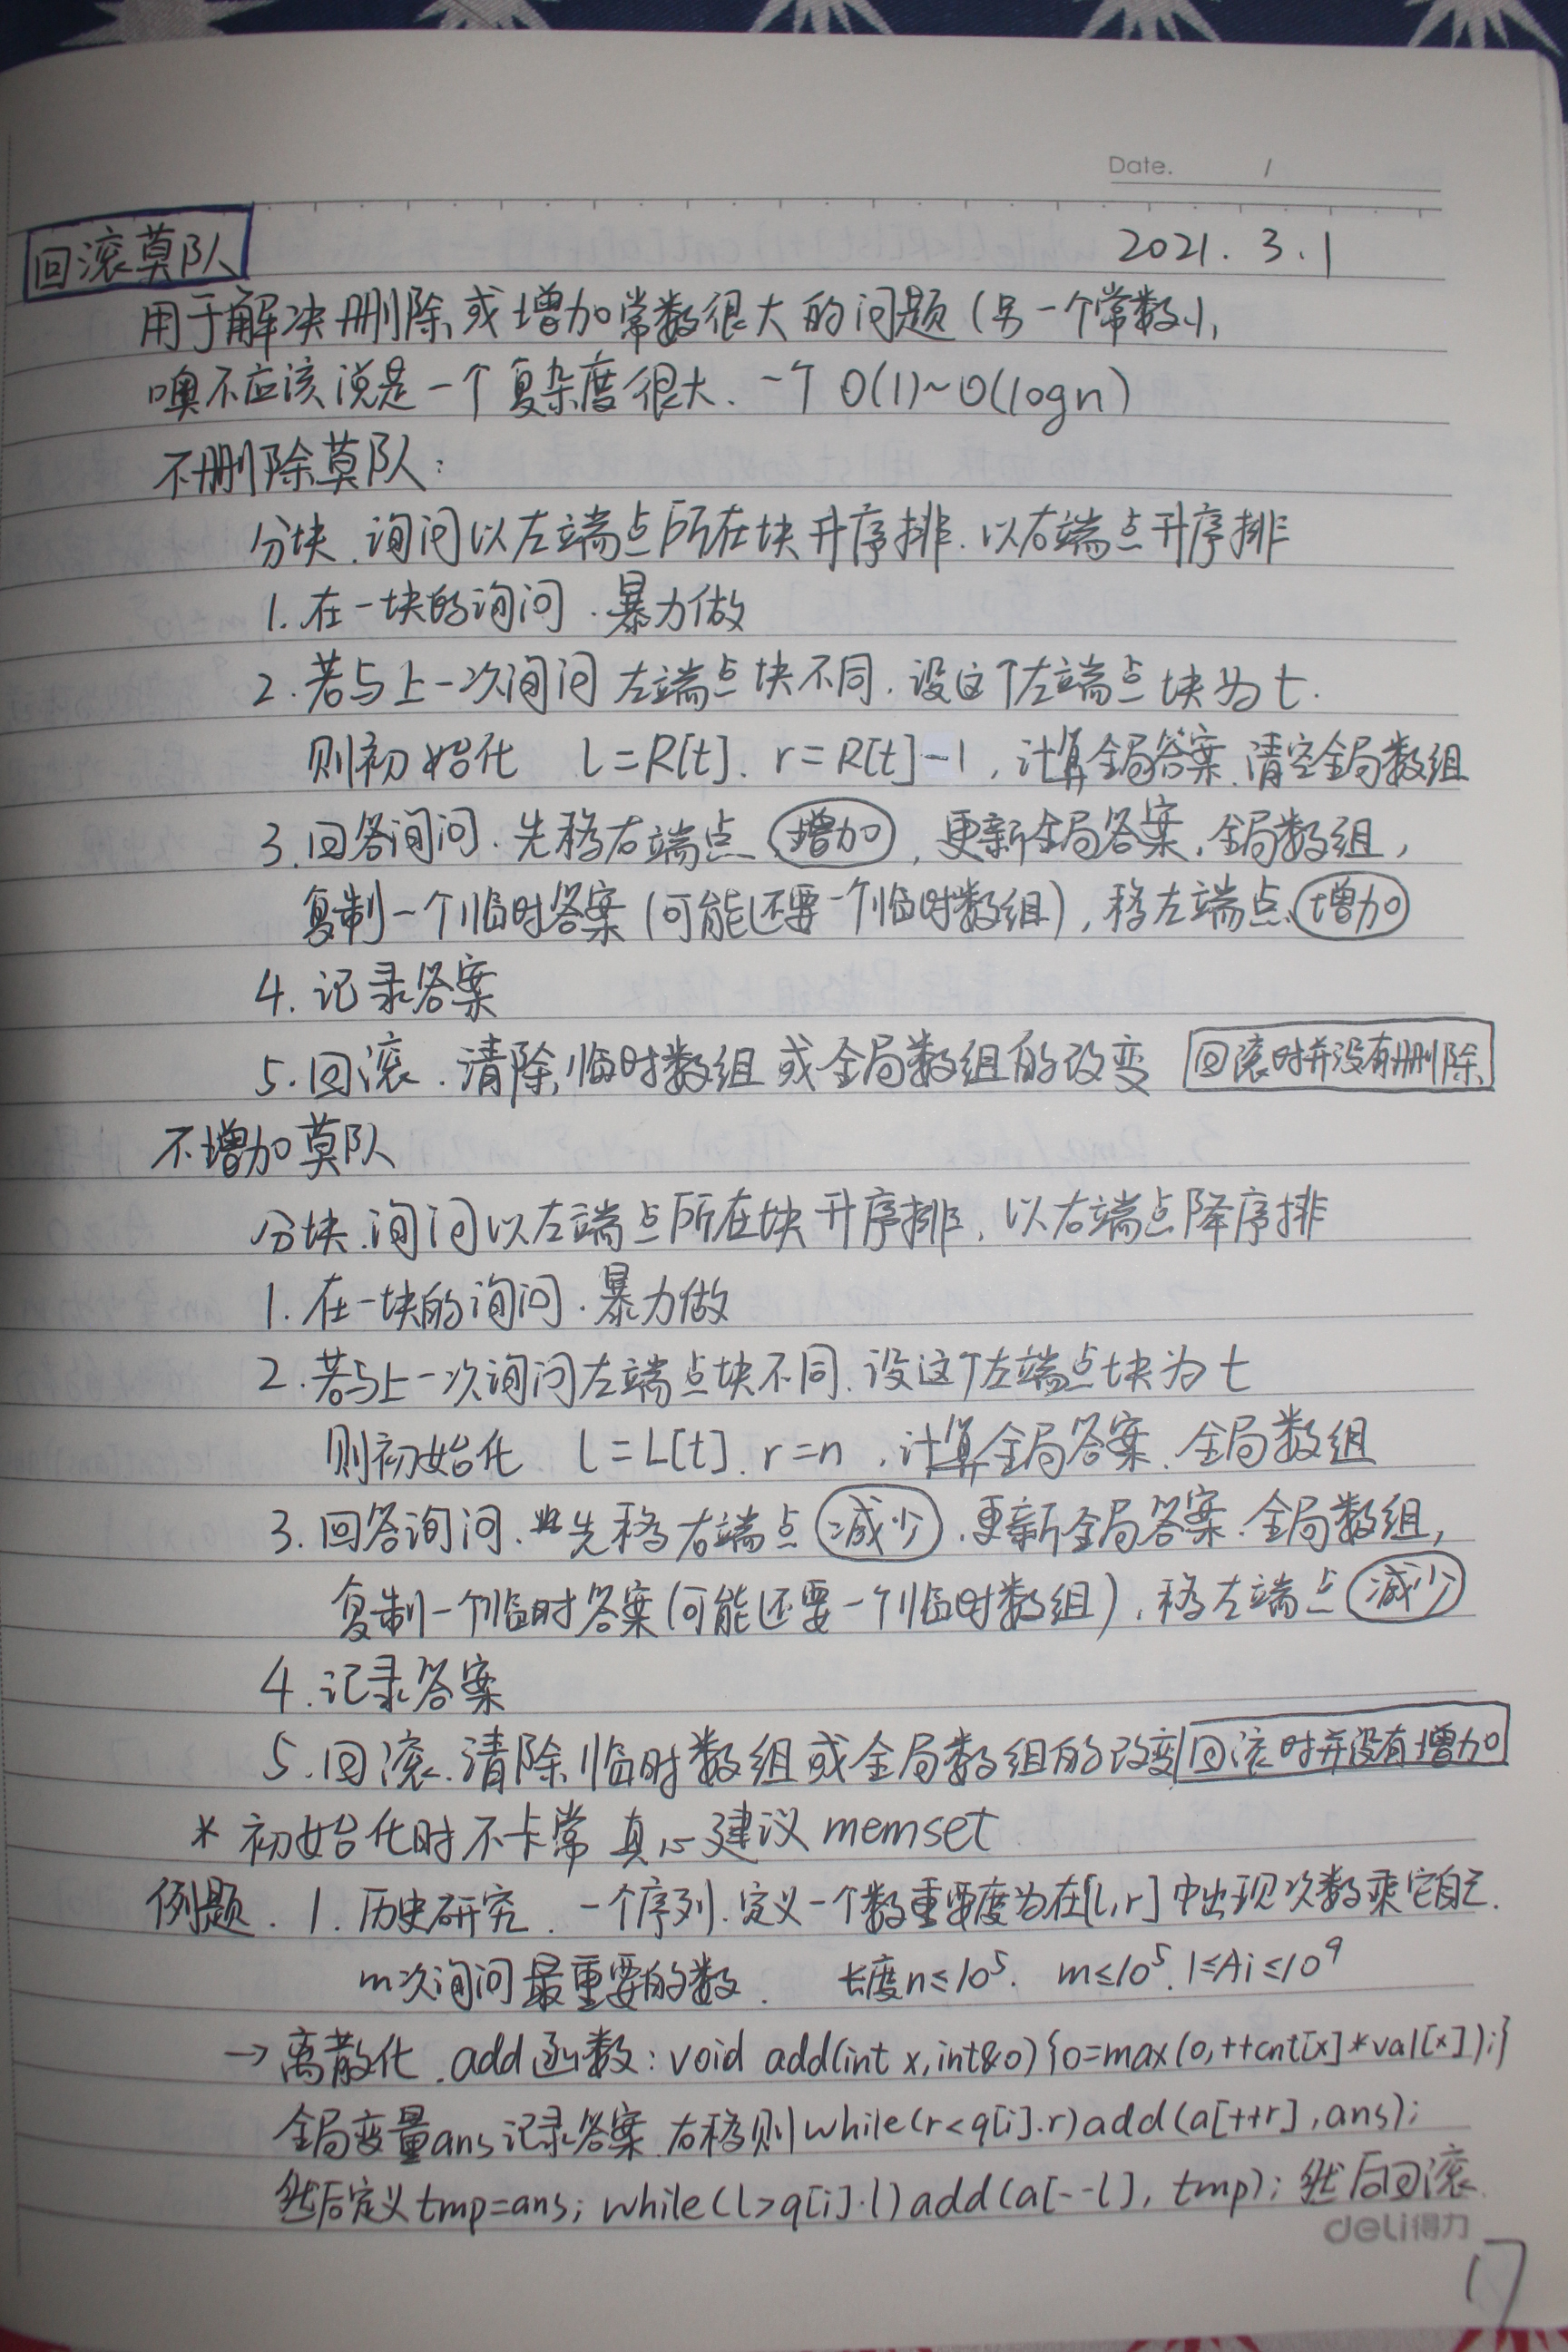 Date. /
2021. 3. 1
回滚莫队
用于解决删除或增加常数很大的问题(另一个常数小,
噢不应该说是一个复杂度很大、一个 O(1)~O(logn)
不删除莫队:
分块、询问以左端点所在块升序排、以右端点升序排
1. 在一块的询问、暴力做
2. 若与上一次询问左端点块不同、设这个左端点块为t.
则初始化 l=R[t]、r=R[t]-1, 计算全局答案、清空全局数组
3. 回答询问、先移右端点 增加, 更新全局答案、全局数组,
复制一个临时答案(可能还要一个临时数组), 移左端点 增加
4. 记录答案
5. 回滚、清除临时数组或全局数组的改变 回滚时并没有删除
不增加莫队
分块、询问以左端点所在块升序排、以右端点降序排
1. 在一块的询问、暴力做
2. 若与上一次询问左端点块不同、设这个左端点块为t
则初始化 l=L[t]、r=n, 计算全局答案、全局数组
3. 回答询问、先移右端点 减少、更新全局答案、全局数组,
复制一个临时答案(可能还要一个临时数组), 移左端点 减少
4. 记录答案
5. 回滚、清除临时数组或全局数组的改变 回滚时并没有增加
* 初始化时不卡常真心建议 memset
例题、1. 历史研究、一个序列、定义一个数重要度为在[l,r]中出现次数乘它自己.
m次询问最重要的数、 长度n≤10⁵. m≤10⁵. 1≤Ai≤10⁹
→离散化、add函数: void add(int x,int&o){o=max(o,++cnt[x]*val[x]);}
全局变量ans记录答案、右移则while(r<q[i].r)add(a[++r],ans);
然后定义tmp=ans; while(l>q[i].l)add(a[--l], tmp); 然后回滚
deli得力
17